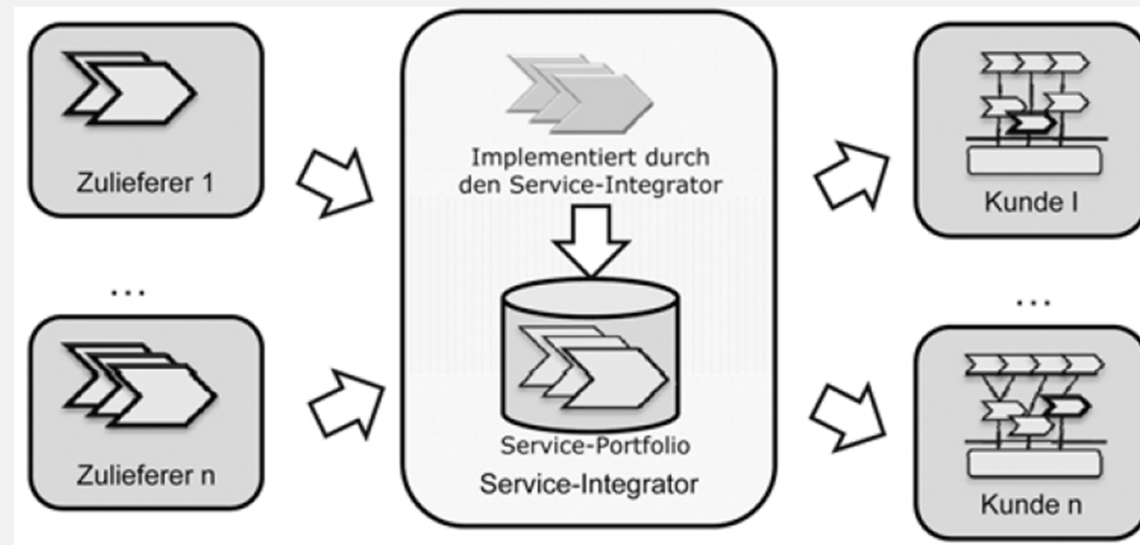 Zulieferer 1
...
Zulieferer n
Implementiert durch
den Service-Integrator
Service-Portfolio
Service-Integrator
Kunde I
...
Kunde n